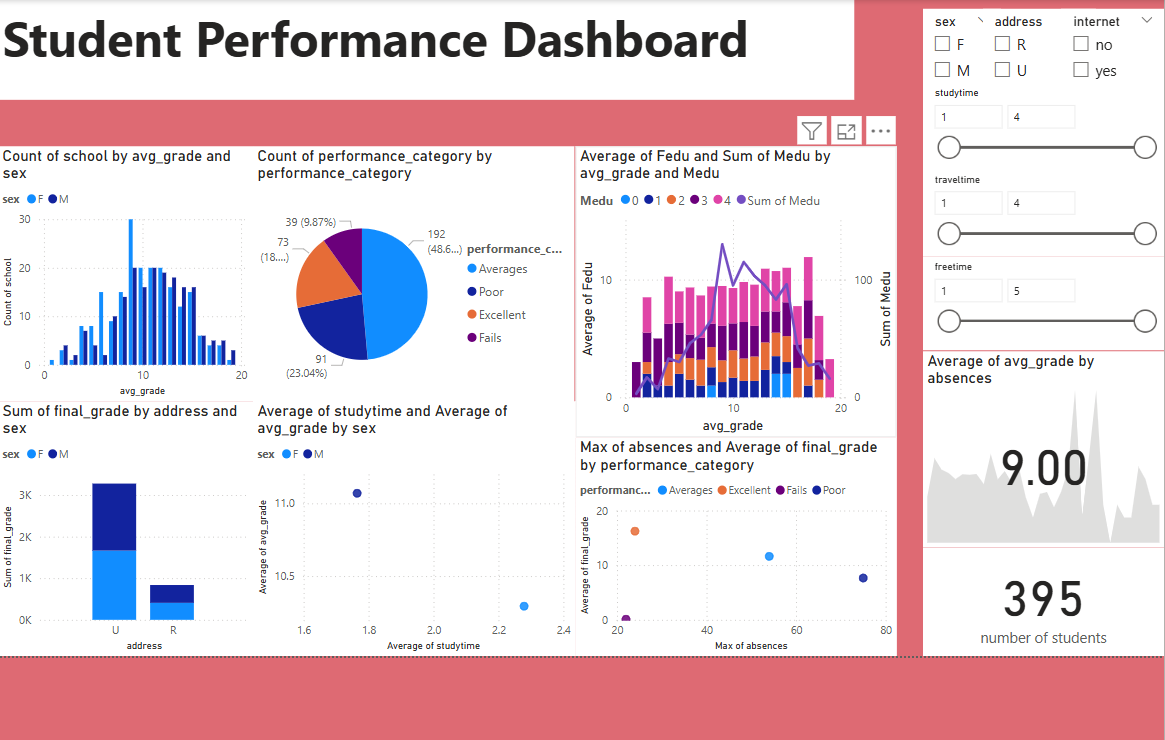 Student Performance Dashboard
sex address internet
F R no
M U yes
studytime
1 4
traveltime
1 4
freetime
1 5
Count of school by avg_grade and
sex
sex F M
30
20
10
0
Count of school
0 10 20
avg_grade
Count of performance_category by
performance_category
39 (9.87%)
73
(18....)
192
(48.6...)
91
(23.04%)
performance_c...
Averages
Poor
Excellent
Fails
Average of Fedu and Sum of Medu by
avg_grade and Medu
Medu 0 1 2 3 4 Sum of Medu
10
0
Average of Fedu
100
0
Sum of Medu
0 10 20
avg_grade
Average of avg_grade by
absences
9.00
Sum of final_grade by address and
sex
sex F M
3K
2K
1K
0K
Sum of final_grade
U R
address
Average of studytime and Average of
avg_grade by sex
sex F M
11.0
10.5
Average of avg_grade
1.6 1.8 2.0 2.2 2.4
Average of studytime
Max of absences and Average of final_grade
by performance_category
performanc... Averages Excellent Fails Poor
20
10
0
Average of final_grade
20 40 60 80
Max of absences
395
number of students